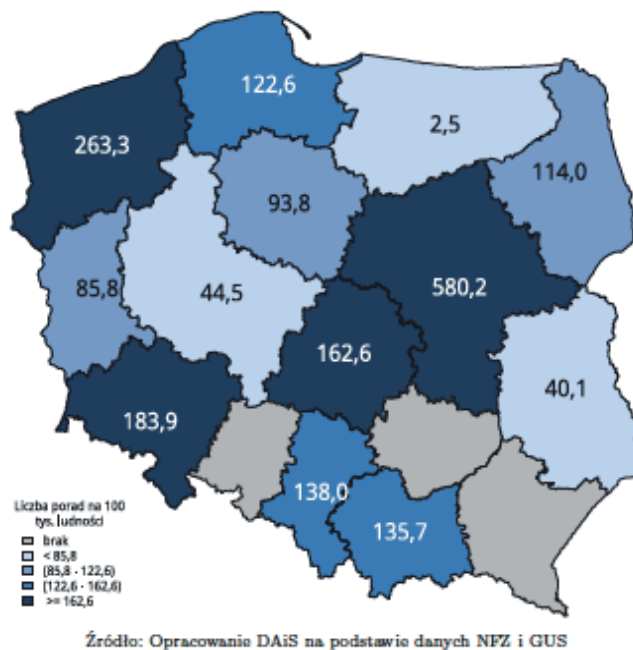 122,6
2,5
263,3
114,0
93,8
85,8
44,5
580,2
162,6
40,1
183,9
138,0
135,7
Liczba porad na 100
tys. ludności
brak
< 85,8
[85,8 - 122,6)
[122,6 - 162,6)
>= 162,6
Źródło: Opracowanie DAiS na podstawie danych NFZ i GUS